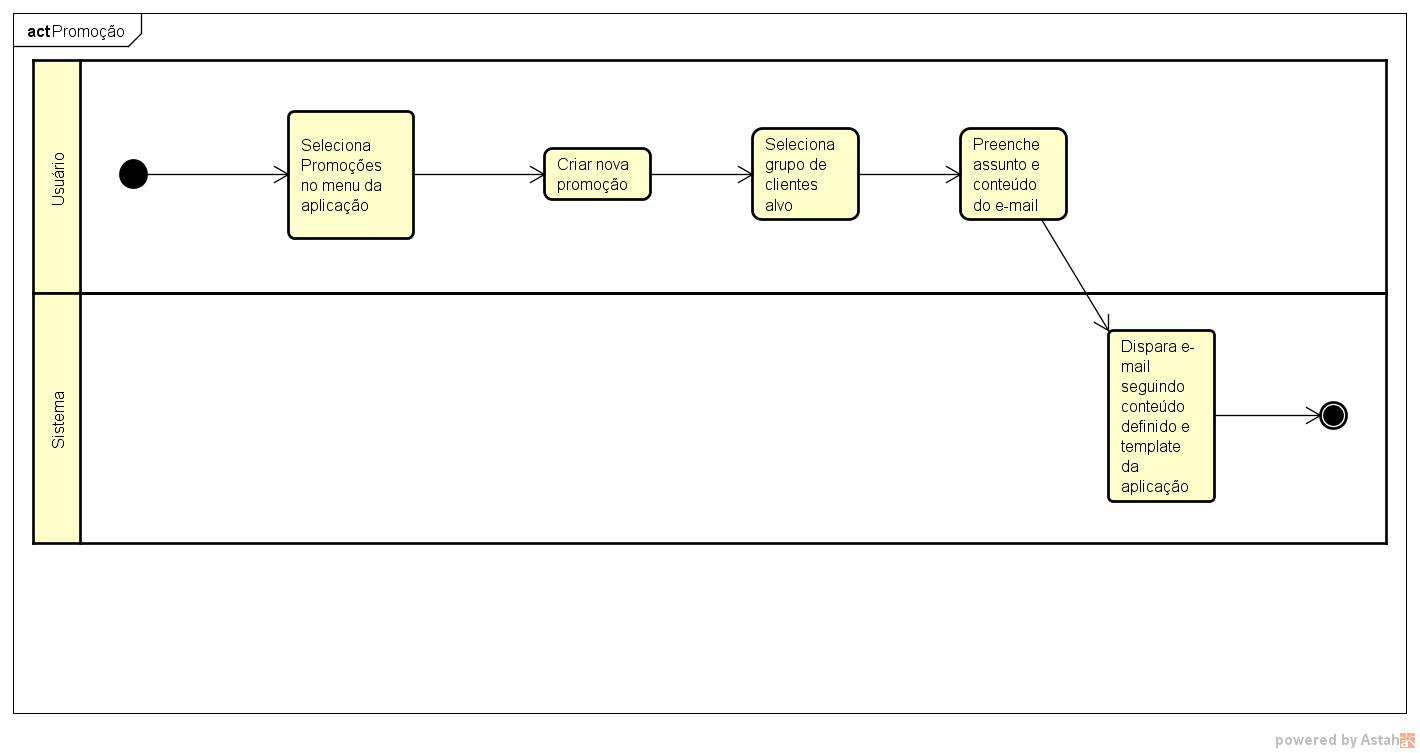 act Promoção
Usuário
Seleciona
Promoções
no menu da
aplicação
Criar nova
promoção
Seleciona
grupo de
clientes
alvo
Preenche
assunto e
conteúdo
do e-mail
Sistema
Dispara e-
mail
seguindo
conteúdo
definido e
template
da
aplicação
powered by Astah